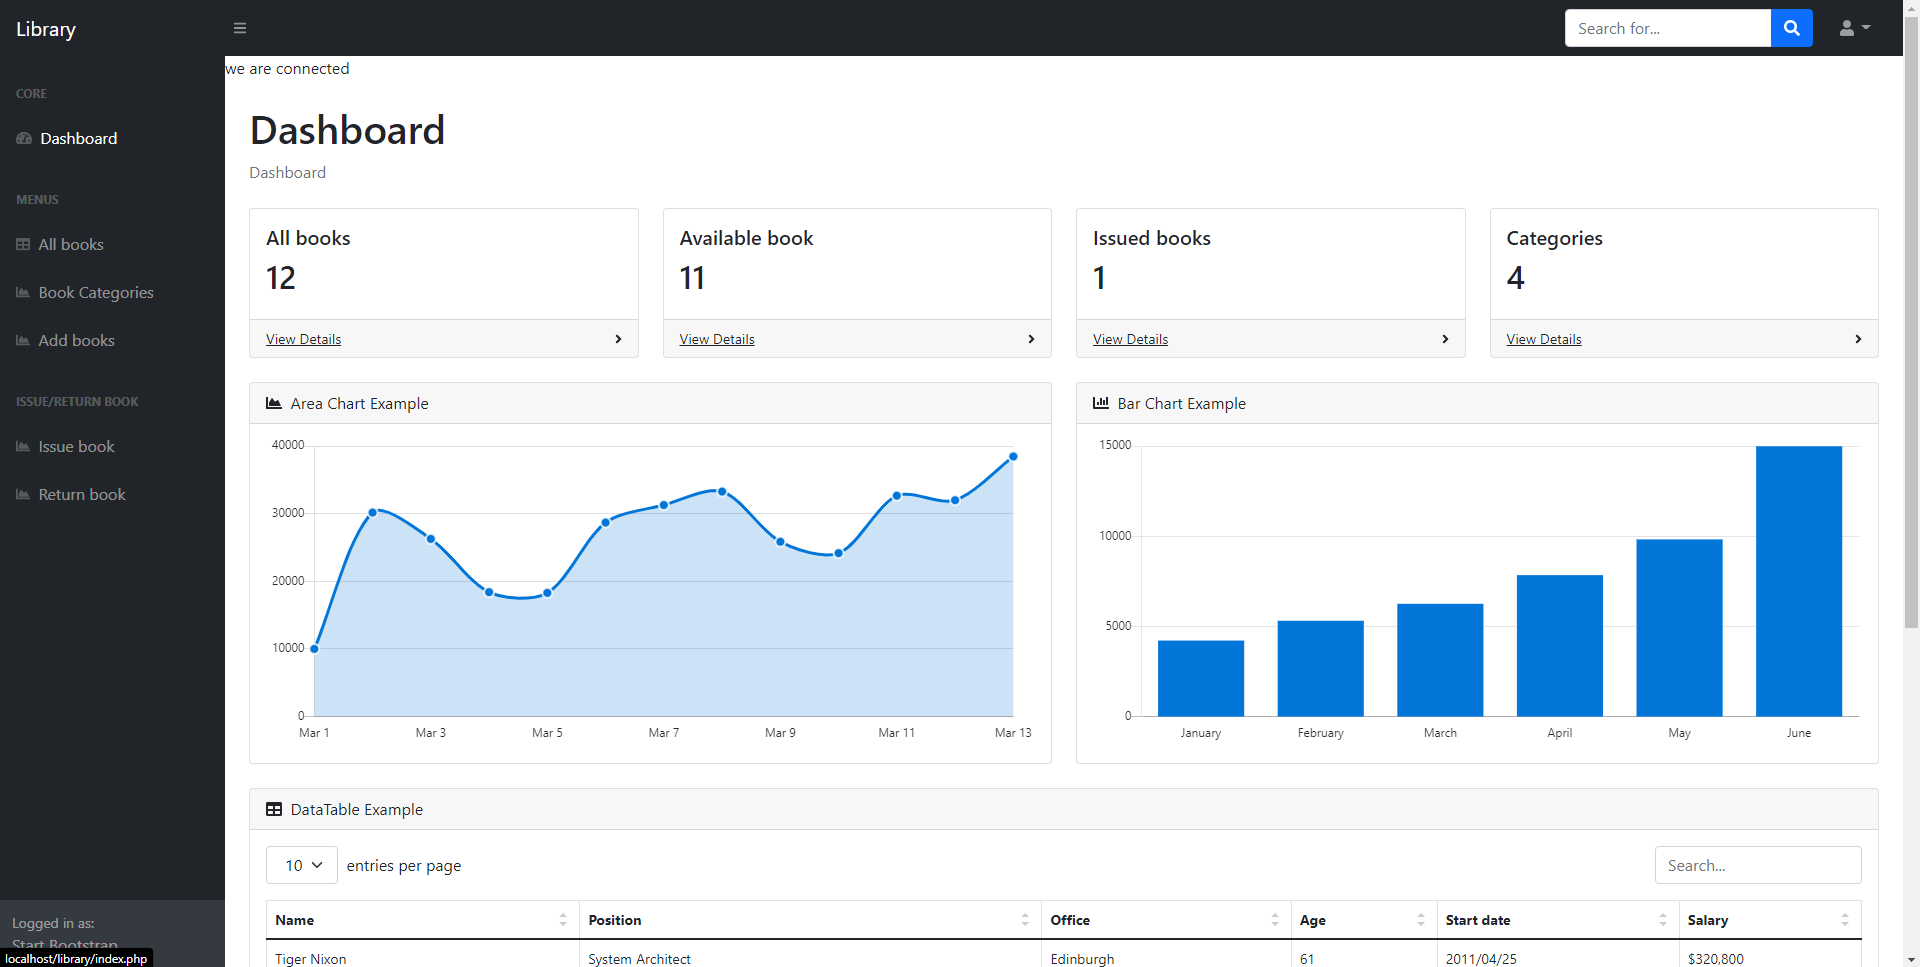 Library
Search for...
CORE
Dashboard
MENUS
All books
Book Categories
Add books
ISSUE/RETURN BOOK
Issue book
Return book
Logged in as:
Start Bootstrap
localhost/library/index.php
we are connected
Dashboard
Dashboard
All books
12
View Details
Available book
11
View Details
Issued books
1
View Details
Categories
4
View Details
Area Chart Example
40000
30000
20000
10000
0
Mar 1 Mar 3 Mar 5 Mar 7 Mar 9 Mar 11 Mar 13
Bar Chart Example
15000
10000
5000
0
January February March April May June
DataTable Example
10 entries per page
Search...
Name Position Office Age Start date Salary
Tiger Nixon System Architect Edinburgh 61 2011/04/25 $320,800